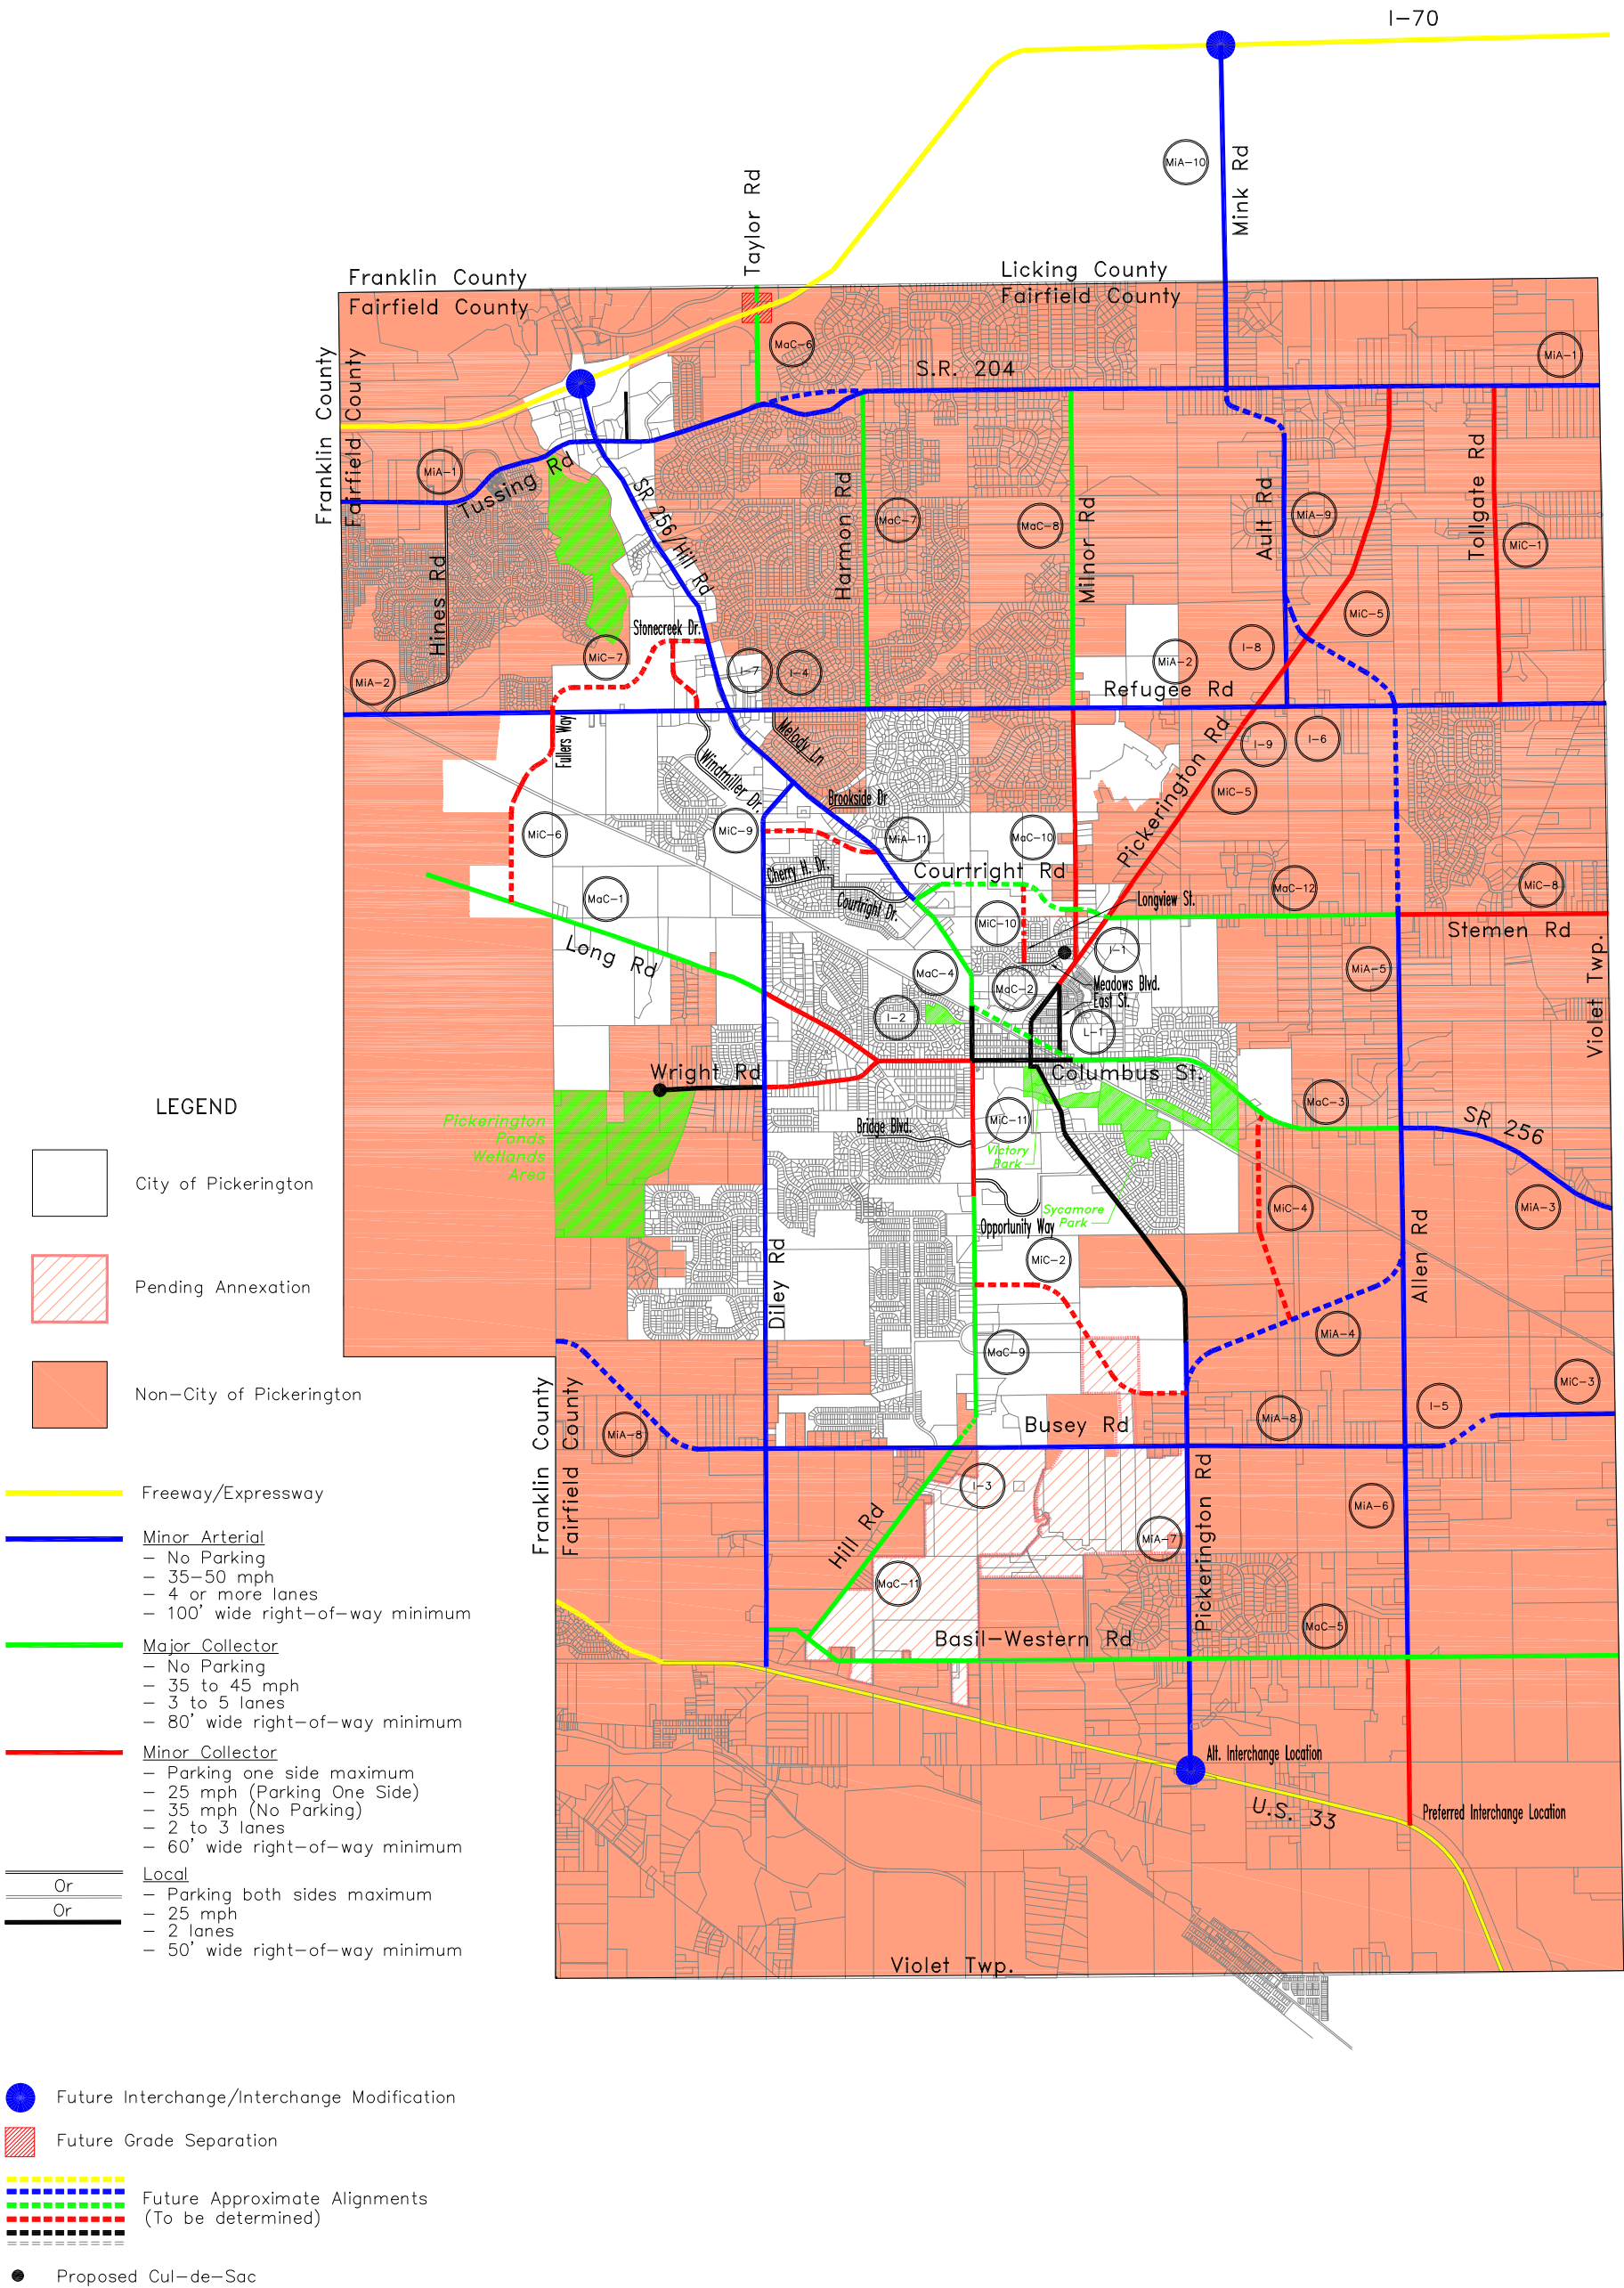 I-70
MiA-10
Mink Rd
Taylor Rd
Franklin County
Fairfield County
Licking County
Fairfield County
Franklin County
Fairfield County
MaC-6
S.R. 204
MiA-1
MiA-1
Tussing Rd
SR 256/Hill Rd
Hines Rd
Harmon Rd
MaC-7
MaC-8
Milnor Rd
Ault Rd
MiA-9
Tollgate Rd
MiC-1
MiC-5
Stonecreek Dr.
MiC-7
I-7
I-4
MiA-2
MiA-2
I-8
Refugee Rd
Fullers Way
Melody Ln
Windmiller Dr.
Brookside Dr
Pickerington Rd
I-9
I-6
MiC-5
MiC-6
MiC-9
MiA-11
MaC-10
Cherry H. Dr.
Courtright Rd
Courtright Dr.
MaC-1
MaC-12
MiC-8
Longview St.
MiC-10
Stemen Rd
Long Rd
I-1
MaC-4
MaC-2
Meadows Blvd.
East St.
MiA-5
Violet Twp.
I-2
L-1
Wright Rd
Columbus St.
MaC-3
SR 256
Pickerington
Ponds
Wetlands
Area
Bridge Blvd.
MiC-11
Victory
Park
Sycamore
Park
MiC-4
MiA-3
Opportunity Way
MiC-2
Diley Rd
Allen Rd
MiA-4
MaC-9
MiC-3
Franklin County
Fairfield County
MiA-8
Busey Rd
MiA-8
I-5
I-3
MiA-6
Hill Rd
MiA-7
Pickerington Rd
MaC-11
MaC-5
Basil-Western Rd
Alt. Interchange Location
U.S. 33
Preferred Interchange Location
Violet Twp.
LEGEND
City of Pickerington
Pending Annexation
Non-City of Pickerington
Freeway/Expressway
Minor Arterial
- No Parking
- 35-50 mph
- 4 or more lanes
- 100' wide right-of-way minimum
Major Collector
- No Parking
- 35 to 45 mph
- 3 to 5 lanes
- 80' wide right-of-way minimum
Minor Collector
- Parking one side maximum
- 25 mph (Parking One Side)
- 35 mph (No Parking)
- 2 to 3 lanes
- 60' wide right-of-way minimum
Local
Or
- Parking both sides maximum
Or
- 25 mph
- 2 lanes
- 50' wide right-of-way minimum
Future Interchange/Interchange Modification
Future Grade Separation
Future Approximate Alignments
(To be determined)
Proposed Cul-de-Sac